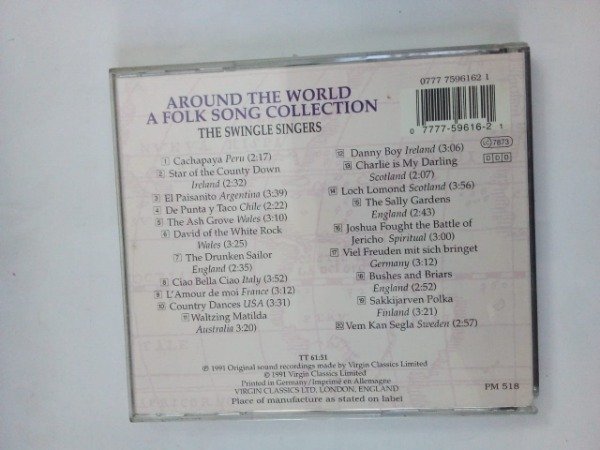 AROUND THE WORLD
A FOLK SONG COLLECTION
THE SWINGLE SINGERS
0777 7596162 1
0 7777-59616-2 1
7873
D D D
1 Cachapaya Peru (2:17)
2 Star of the County Down
Ireland (2:32)
3 El Paisanito Argentina (3:39)
4 De Punta y Taco Chile (2:22)
5 The Ash Grove Wales (3:10)
6 David of the White Rock
Wales (3:25)
7 The Drunken Sailor
England (2:35)
8 Ciao Bella Ciao Italy (3:52)
9 L'Amour de moi France (3:12)
10 Country Dances USA (3:31)
11 Waltzing Matilda
Australia 3:20)
12 Danny Boy Ireland (3:06)
13 Charlie is My Darling
Scotland (2:07)
14 Loch Lomond Scotland (3:56)
15 The Sally Gardens
England (2:43)
16 Joshua Fought the Battle of
Jericho Spiritual (3:00)
17 Viel Freuden mit sich bringet
Germany (3:12)
18 Bushes and Briars
England (2:52)
19 Sakkijarven Polka
Finland (3:21)
20 Vem Kan Segla Sweden (2:57)
TT 61:51
℗ 1991 Original sound recordings made by Virgin Classics Limited
© 1991 Virgin Classics Limited
Printed in Germany/Imprimé en Allemagne
VIRGIN CLASSICS LTD. LONDON, ENGLAND
Place of manufacture as stated on label
PM 518